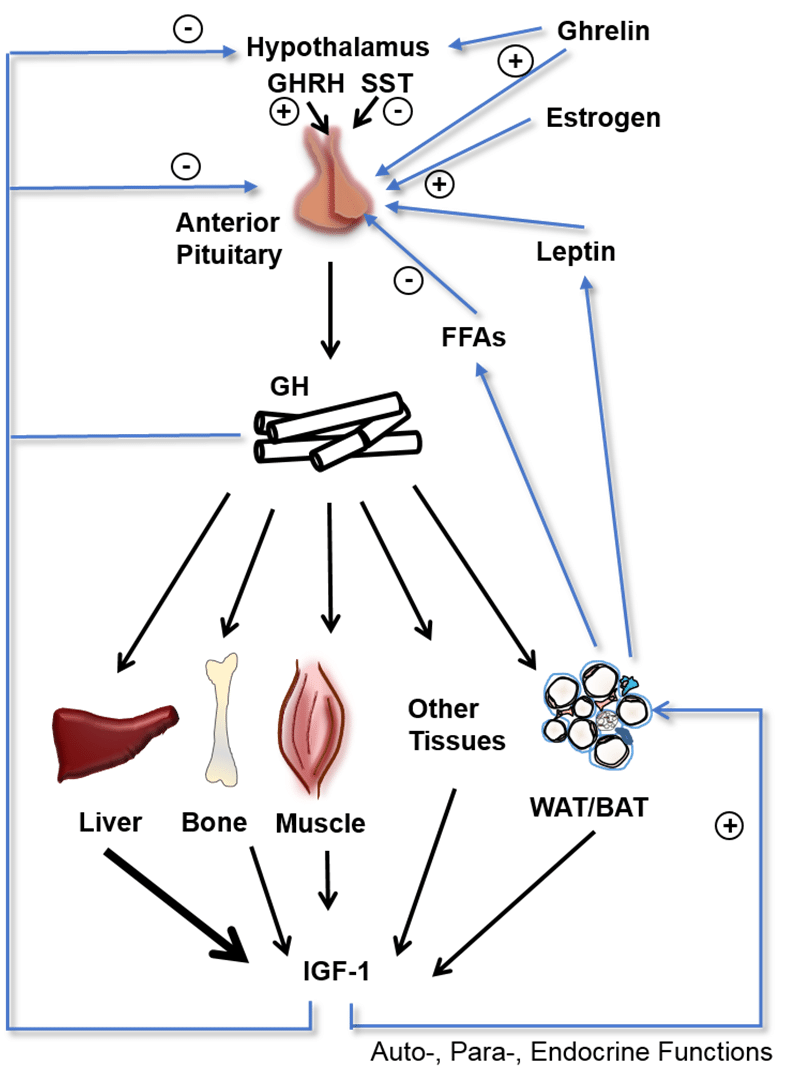 Ghrelin
-
Hypothalamus
+
GHRH SST
+ -
Estrogen
-
+
Anterior
Pituitary
Leptin
-
FFAs
GH
Other
Tissues
WAT/BAT
Liver Bone Muscle
+
IGF-1
Auto-, Para-, Endocrine Functions